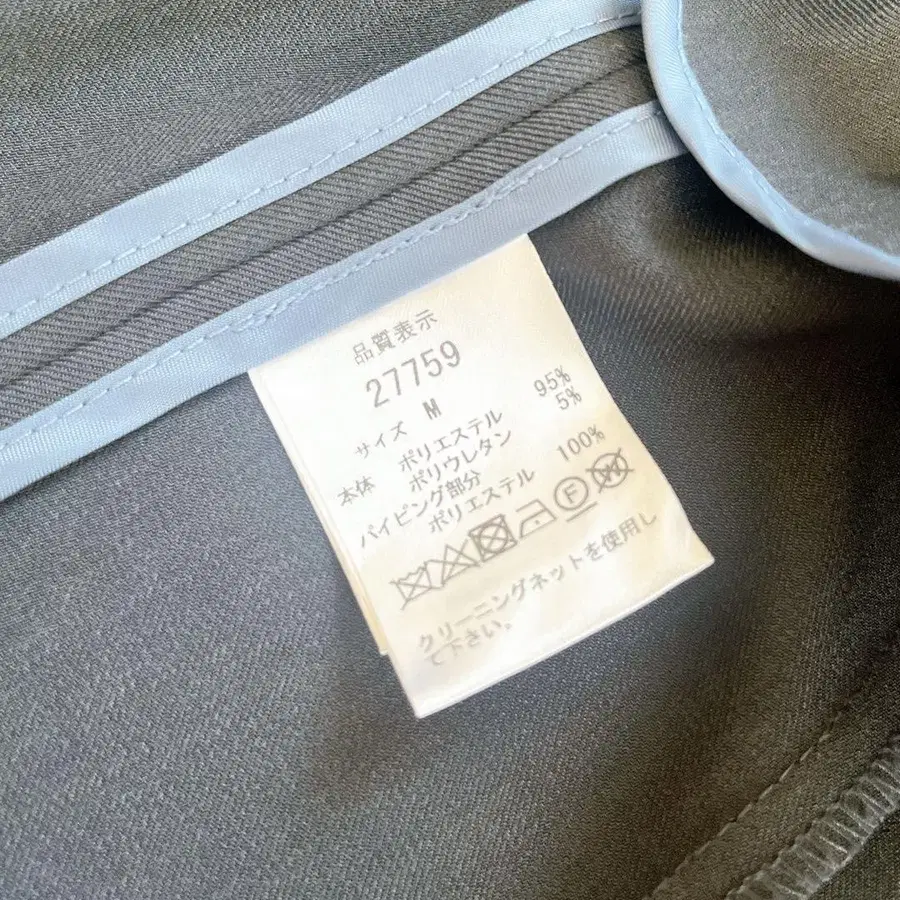 品質表示
27759
サイズ M
本体 ポリエステル 95%
ポリウレタン 5%
パイピング部分
ポリエステル 100%
クリーニングネットを使用し
て下さい。